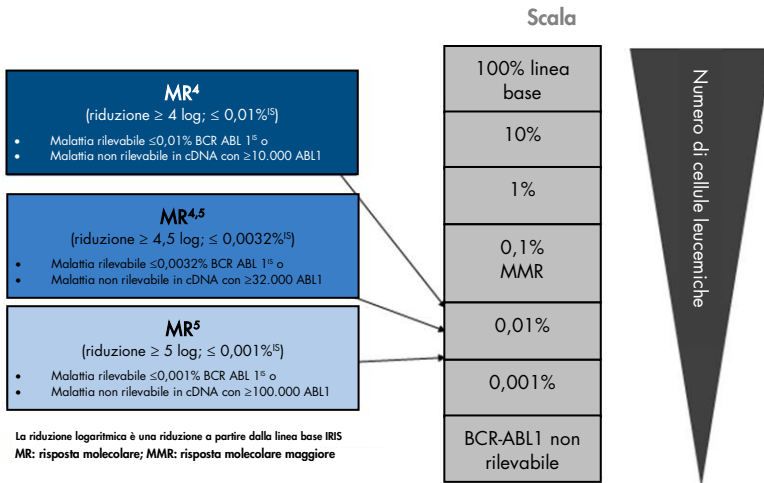 Scala
MR⁴
(riduzione ≥ 4 log; ≤ 0,01%ᴵˢ)
• Malattia rilevabile ≤0,01% BCR ABL 1ᴵˢ o
• Malattia non rilevabile in cDNA con ≥10.000 ABL1
MR⁴,⁵
(riduzione ≥ 4,5 log; ≤ 0,0032%ᴵˢ)
• Malattia rilevabile ≤0,0032% BCR ABL 1ᴵˢ o
• Malattia non rilevabile in cDNA con ≥32.000 ABL1
MR⁵
(riduzione ≥ 5 log; ≤ 0,001%ᴵˢ)
• Malattia rilevabile ≤0,001% BCR ABL 1ᴵˢ o
• Malattia non rilevabile in cDNA con ≥100.000 ABL1
La riduzione logaritmica è una riduzione a partire dalla linea base IRIS
MR: risposta molecolare; MMR: risposta molecolare maggiore
100% linea
base
10%
1%
0,1%
MMR
0,01%
0,001%
BCR-ABL1 non
rilevabile
Numero di cellule leucemiche